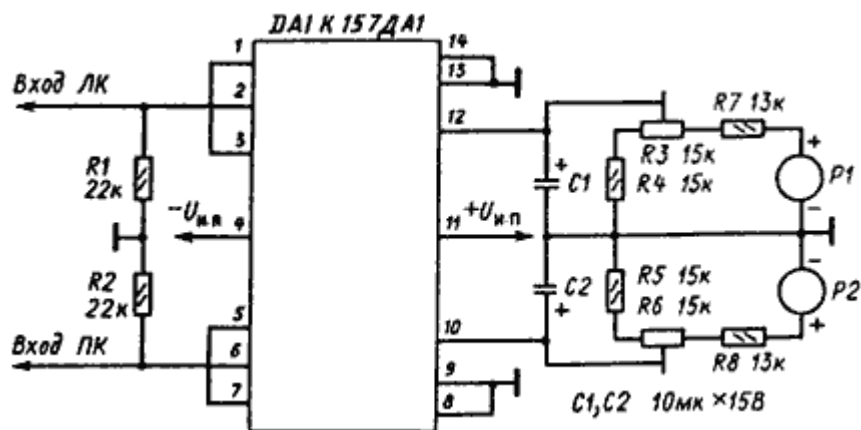 DA1 К157ДА1
1
2
3
4
5
6
7
14
13
12
11
10
9
8
Вход ЛК
R1
22к
−Uи.п
R2
22к
Вход ПК
+Uи.п
+
C1
C2
+
R7 13к
R3 15к
R4 15к
+
P1
−
R5 15к
R6 15к
−
P2
+
R8 13к
C1,C2 10мк ×15В